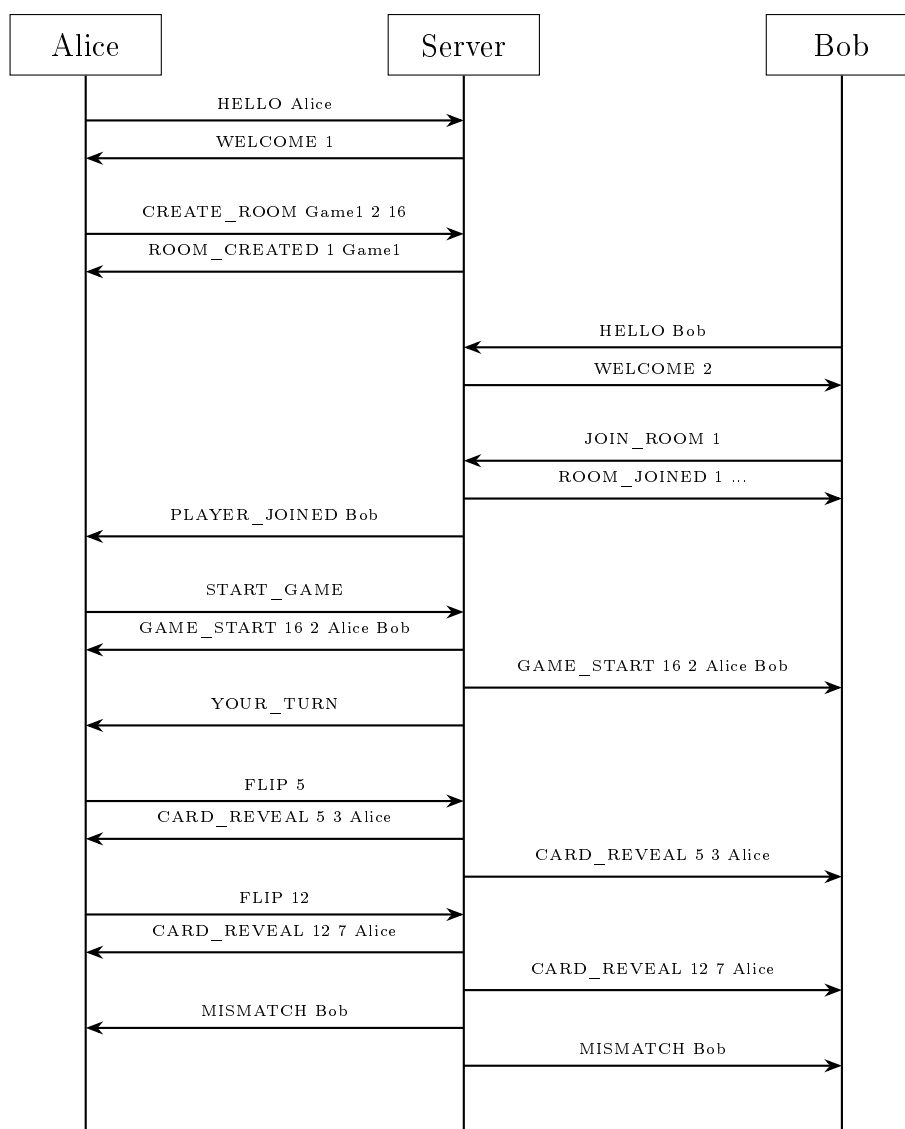 Alice
Server
Bob
HELLO Alice
WELCOME 1
CREATE_ROOM Game1 2 16
ROOM_CREATED 1 Game1
HELLO Bob
WELCOME 2
JOIN_ROOM 1
ROOM_JOINED 1 ...
PLAYER_JOINED Bob
START_GAME
GAME_START 16 2 Alice Bob
GAME_START 16 2 Alice Bob
YOUR_TURN
FLIP 5
CARD_REVEAL 5 3 Alice
CARD_REVEAL 5 3 Alice
FLIP 12
CARD_REVEAL 12 7 Alice
CARD_REVEAL 12 7 Alice
MISMATCH Bob
MISMATCH Bob